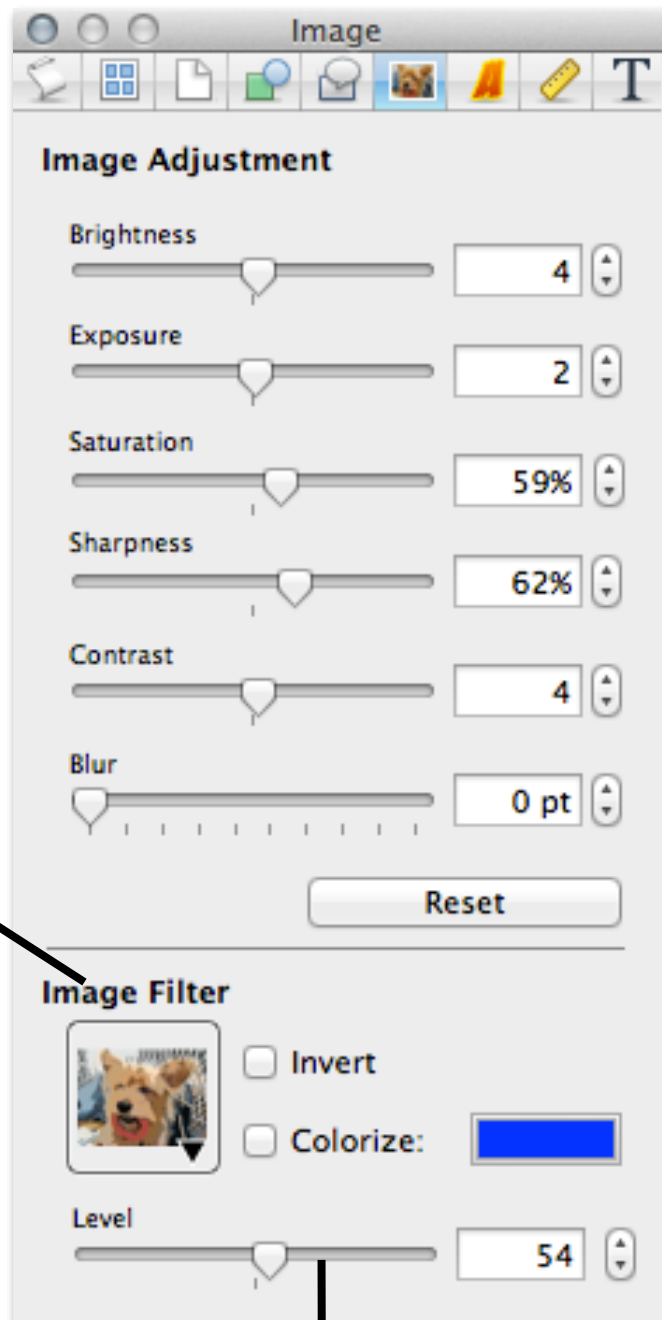 Image
T
Image Adjustment
Brightness
4
Exposure
2
Saturation
59%
Sharpness
62%
Contrast
4
Blur
0 pt
Reset
Image Filter
Invert
Colorize:
Level
54